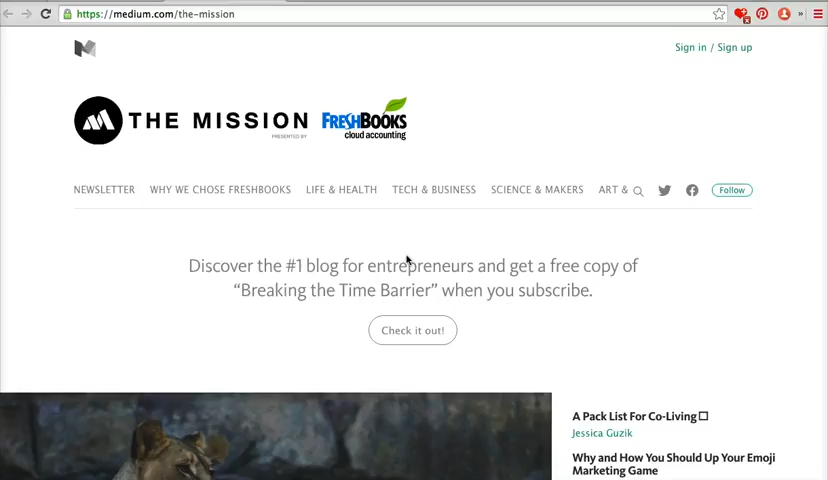 https://medium.com/the-mission
Sign in / Sign up
THE MISSION
PRESENTED BY
FRESHBOOKS
cloud accounting
NEWSLETTER WHY WE CHOSE FRESHBOOKS LIFE & HEALTH TECH & BUSINESS SCIENCE & MAKERS ART & Follow
Discover the #1 blog for entrepreneurs and get a free copy of
“Breaking the Time Barrier” when you subscribe.
Check it out!
A Pack List For Co-Living
Jessica Guzik
Why and How You Should Up Your Emoji
Marketing Game